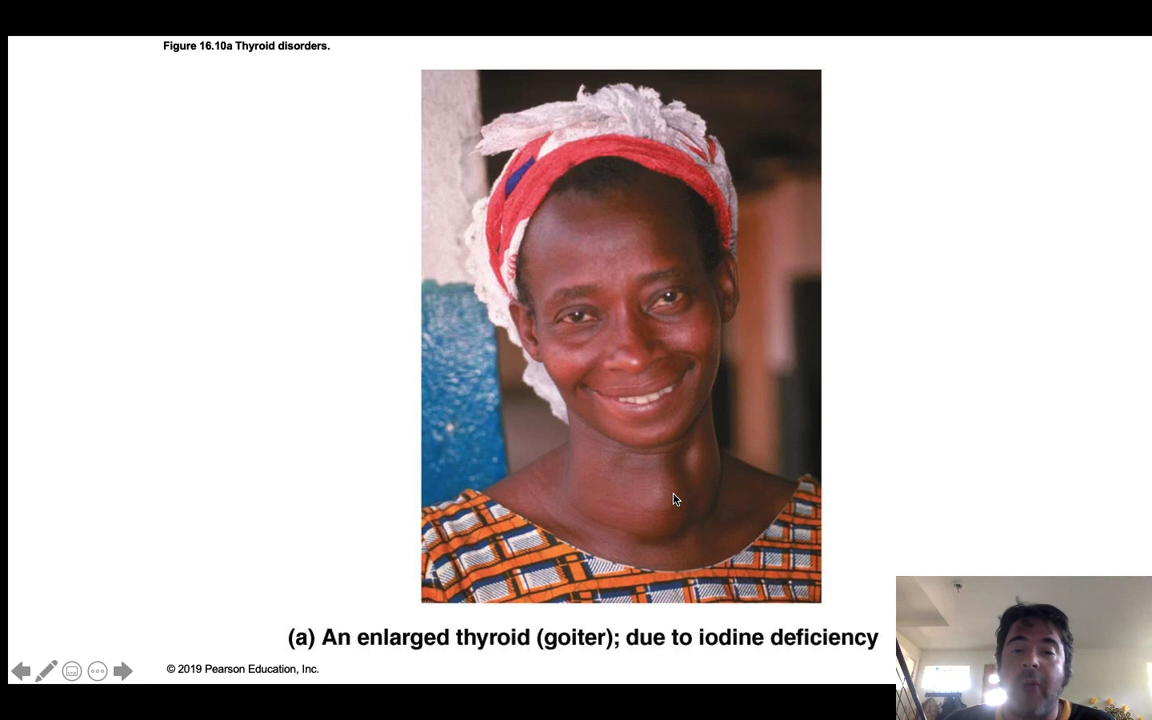 Figure 16.10a Thyroid disorders.
(a) An enlarged thyroid (goiter); due to iodine deficiency
© 2019 Pearson Education, Inc.